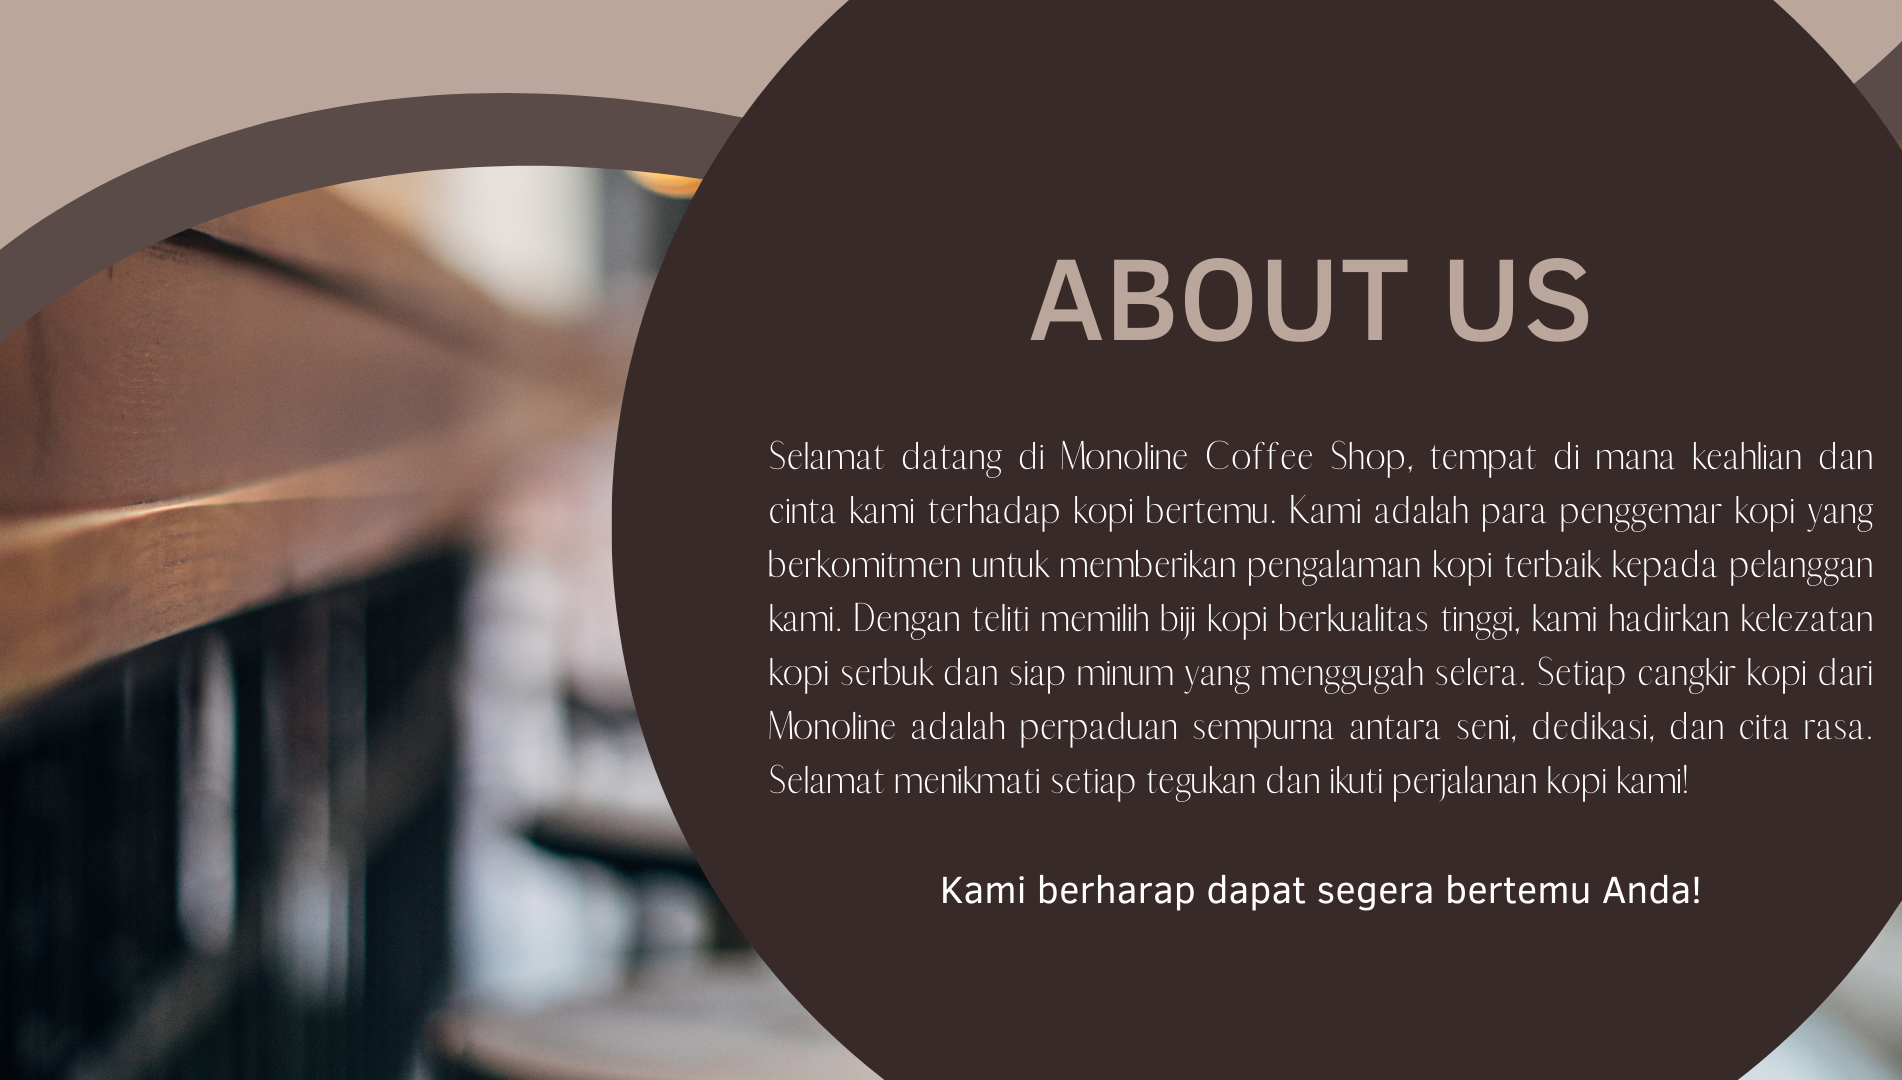 ABOUT US
Selamat datang di Monoline Coffee Shop, tempat di mana keahlian dan
cinta kami terhadap kopi bertemu. Kami adalah para penggemar kopi yang
berkomitmen untuk memberikan pengalaman kopi terbaik kepada pelanggan
kami. Dengan teliti memilih biji kopi berkualitas tinggi, kami hadirkan kelezatan
kopi serbuk dan siap minum yang menggugah selera. Setiap cangkir kopi dari
Monoline adalah perpaduan sempurna antara seni, dedikasi, dan cita rasa.
Selamat menikmati setiap tegukan dan ikuti perjalanan kopi kami!
Kami berharap dapat segera bertemu Anda!